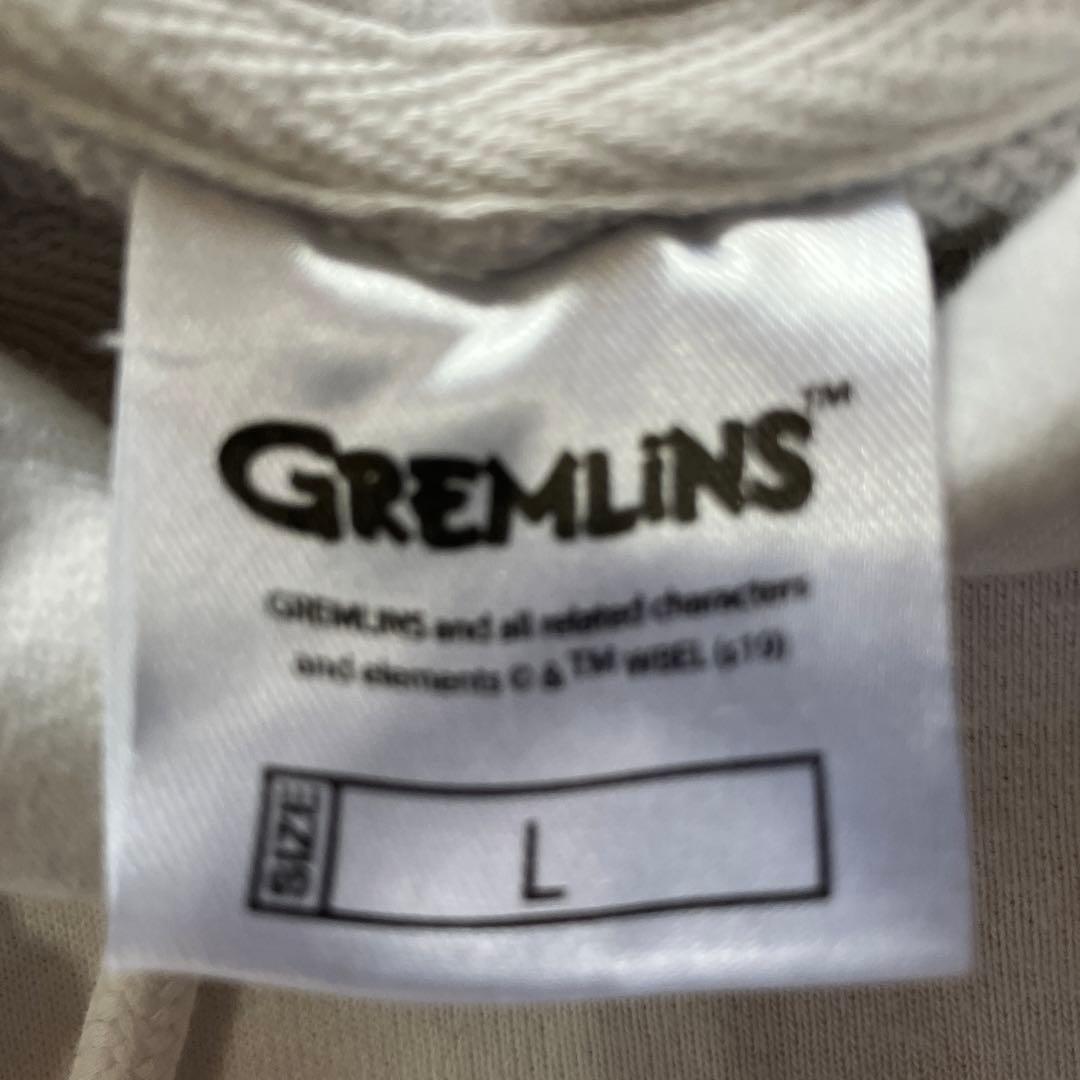 GREMLiNS™
GREMLINS and all related characters
and elements © & ™ WBEI. (s19)
SIZE
L